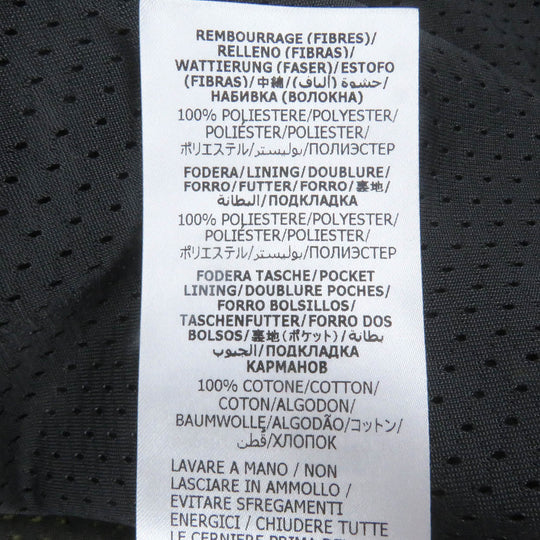 REMBOURRAGE (FIBRES)/
RELLENO (FIBRAS)/
WATTIERUNG (FASER)/ESTOFO
(FIBRAS)/中綿/(ألياف) حشوة/
НАБИВКА (ВОЛОКНА)
100% POLIESTERE/POLYESTER/
POLIÉSTER/POLIESTER/
ポリエステル/بوليستر/ПОЛИЭСТЕР
FODERA/LINING/DOUBLURE/
FORRO/FUTTER/FORRO/裏地/
البطانة/ПОДКЛАДКА
100% POLIESTERE/POLYESTER/
POLIÉSTER/POLIESTER/
ポリエステル/بوليستر/ПОЛИЭСТЕР
FODERA TASCHE/POCKET
LINING/DOUBLURE POCHES/
FORRO BOLSILLOS/
TASCHENFUTTER/FORRO DOS
BOLSOS/裏地(ポケット)/بطانة
الجيوب/ПОДКЛАДКА
КАРМАНОВ
100% COTONE/COTTON/
COTON/ALGODON/
BAUMWOLLE/ALGODÃO/コットン/
قطن/ХЛОПОК
LAVARE A MANO / NON
LASCIARE IN AMMOLLO /
EVITARE SFREGAMENTI
ENERGICI / CHIUDERE TUTTE
LE CERNIERE PRIMA DEL